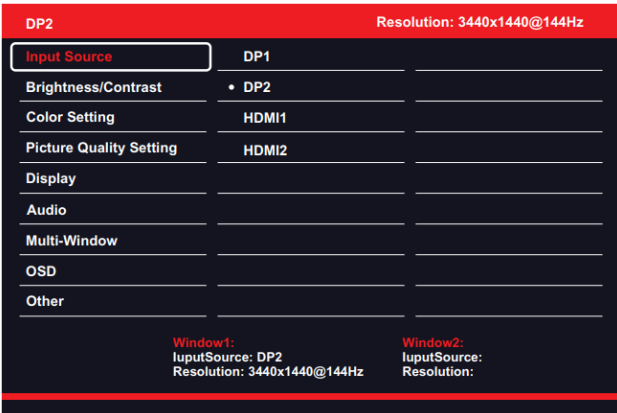 DP2 Resolution: 3440x1440@144Hz
Input Source DP1
Brightness/Contrast • DP2
Color Setting HDMI1
Picture Quality Setting HDMI2
Display
Audio
Multi-Window
OSD
Other
Window1: Window2:
IuputSource: DP2 IuputSource:
Resolution: 3440x1440@144Hz Resolution: